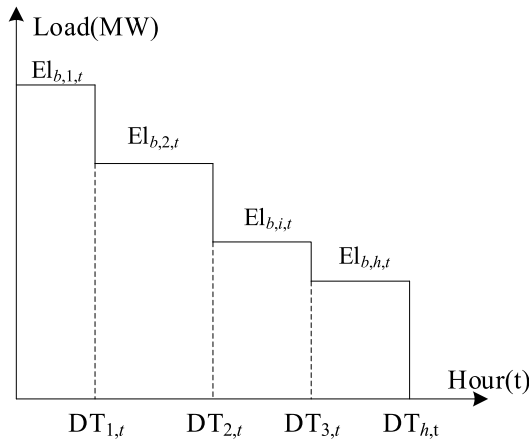 Load(MW)
El_{b,1,t}
El_{b,2,t}
El_{b,i,t}
El_{b,h,t}
Hour(t)
DT_{1,t} DT_{2,t} DT_{3,t} DT_{h,t}